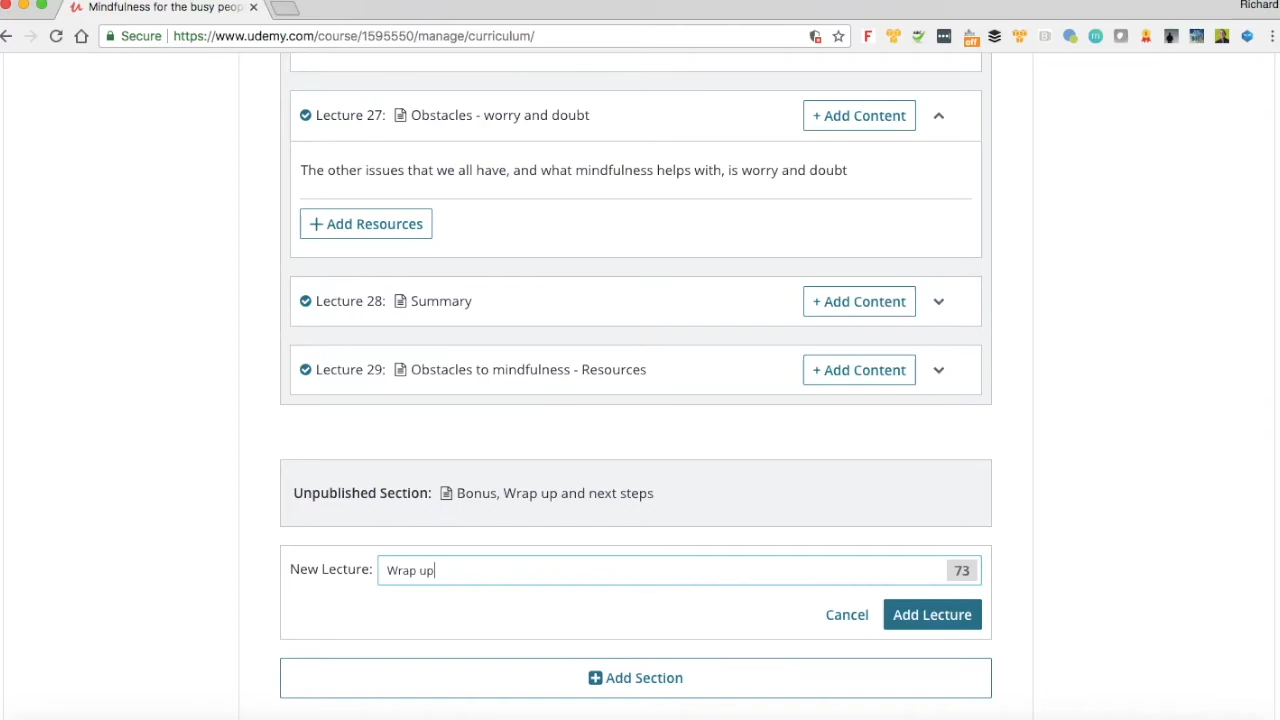 Mindfulness for the busy peop
Richard
Secure | https://www.udemy.com/course/1595550/manage/curriculum/
off
Lecture 27: Obstacles - worry and doubt
+ Add Content
The other issues that we all have, and what mindfulness helps with, is worry and doubt
+ Add Resources
Lecture 28: Summary
+ Add Content
Lecture 29: Obstacles to mindfulness - Resources
+ Add Content
Unpublished Section: Bonus, Wrap up and next steps
New Lecture: Wrap up 73
Cancel Add Lecture
Add Section